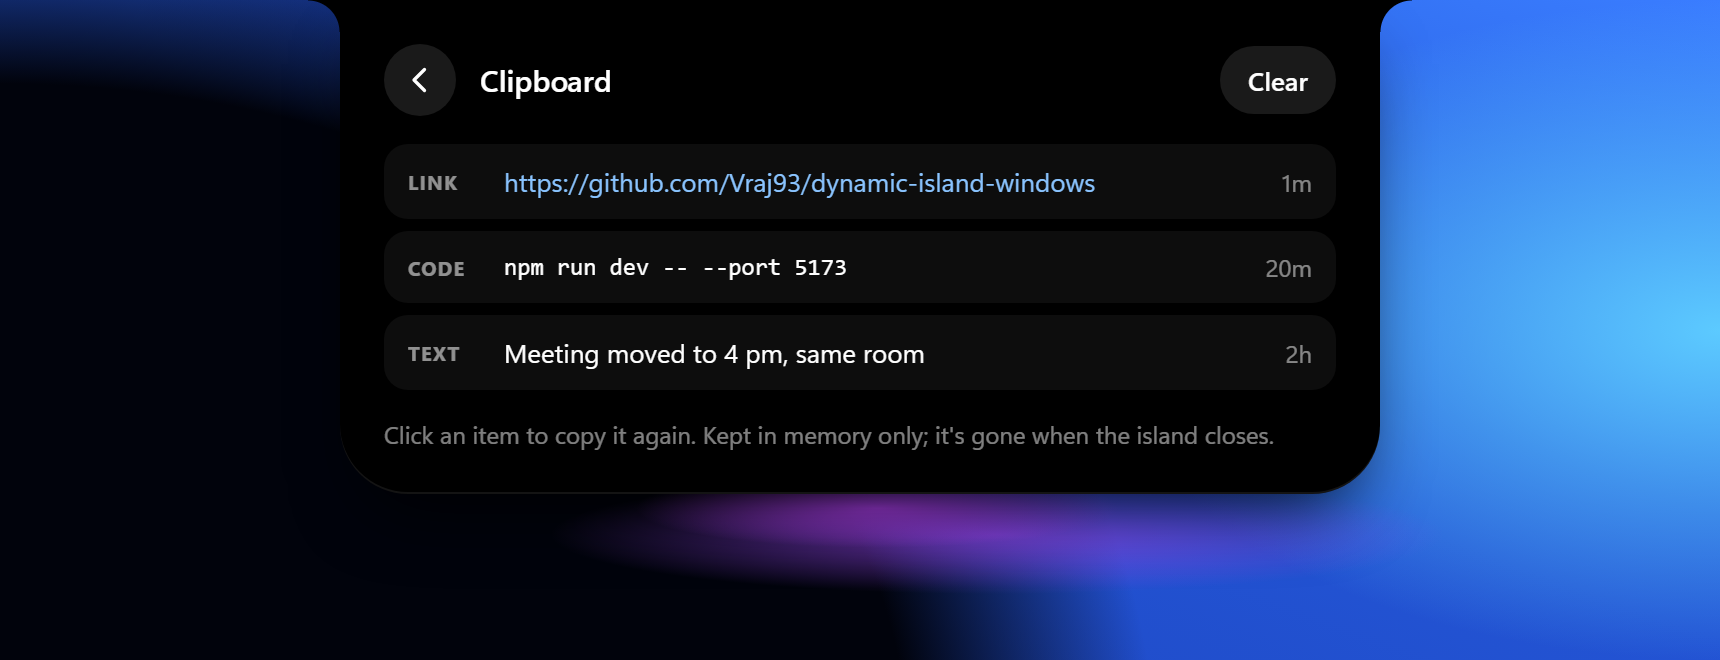 Clipboard
Clear
LINK https://github.com/Vraj93/dynamic-island-windows 1m
CODE npm run dev -- --port 5173 20m
TEXT Meeting moved to 4 pm, same room 2h
Click an item to copy it again. Kept in memory only; it's gone when the island closes.